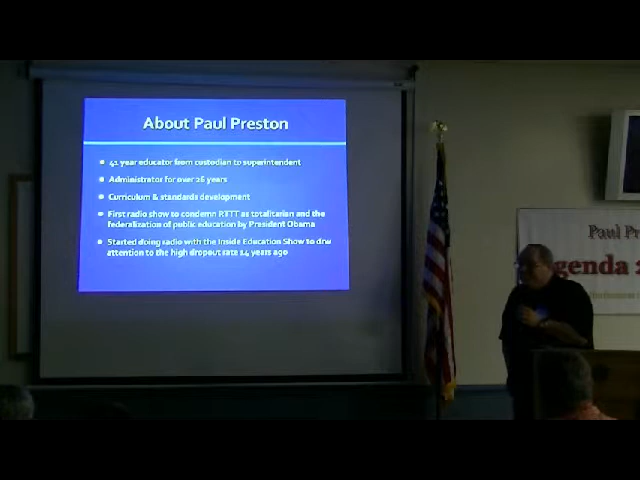 About Paul Preston
41 year educator from custodian to superintendent
Administrator for over 26 years
Curriculum & standards development
First radio show to condemn RTTT as totalitarian and the
federalization of public education by President Obama
Started doing radio with the Inside Education Show to draw
attention to the high dropout rate 14 years ago
Paul Pr
genda 2